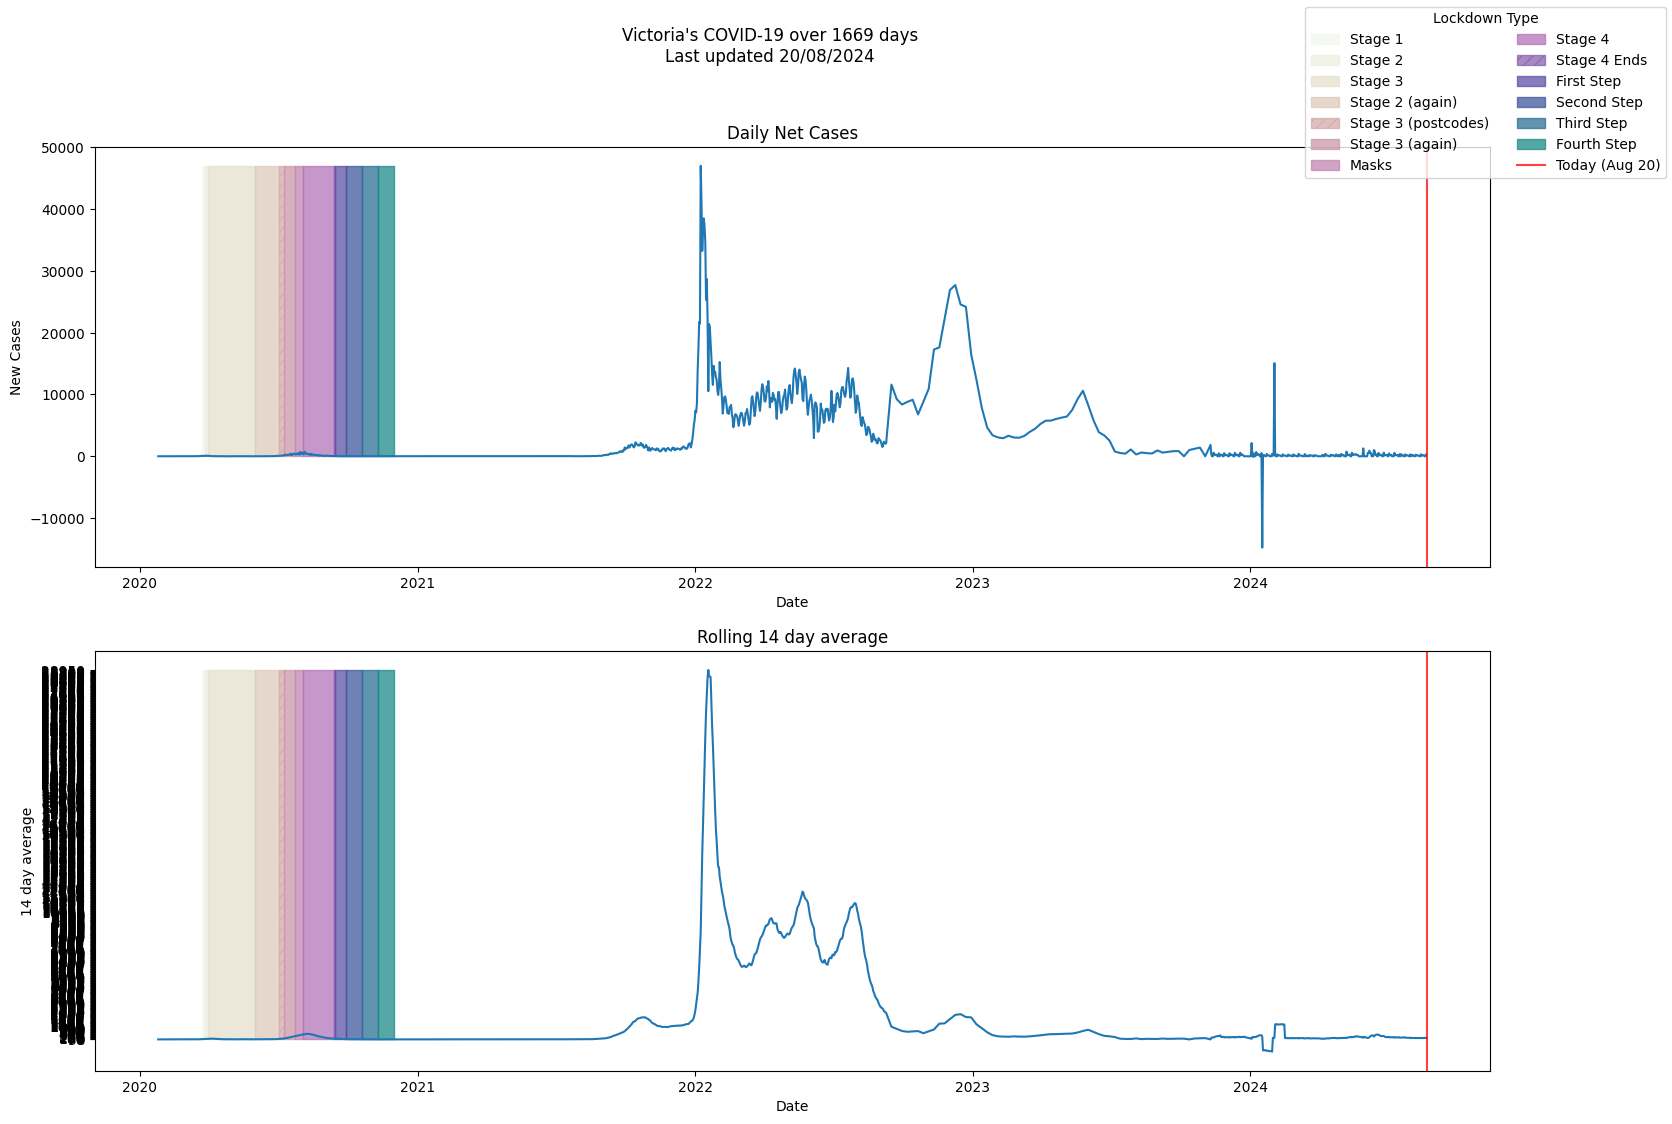 Victoria's COVID-19 over 1669 days
Last updated 20/08/2024
Lockdown Type
Stage 1
Stage 2
Stage 3
Stage 2 (again)
Stage 3 (postcodes)
Stage 3 (again)
Masks
Stage 4
Stage 4 Ends
First Step
Second Step
Third Step
Fourth Step
Today (Aug 20)
Daily Net Cases
New Cases
50000
40000
30000
20000
10000
0
−10000
2020
2021
2022
2023
2024
Date
Rolling 14 day average
14 day average
2020
2021
2022
2023
2024
Date